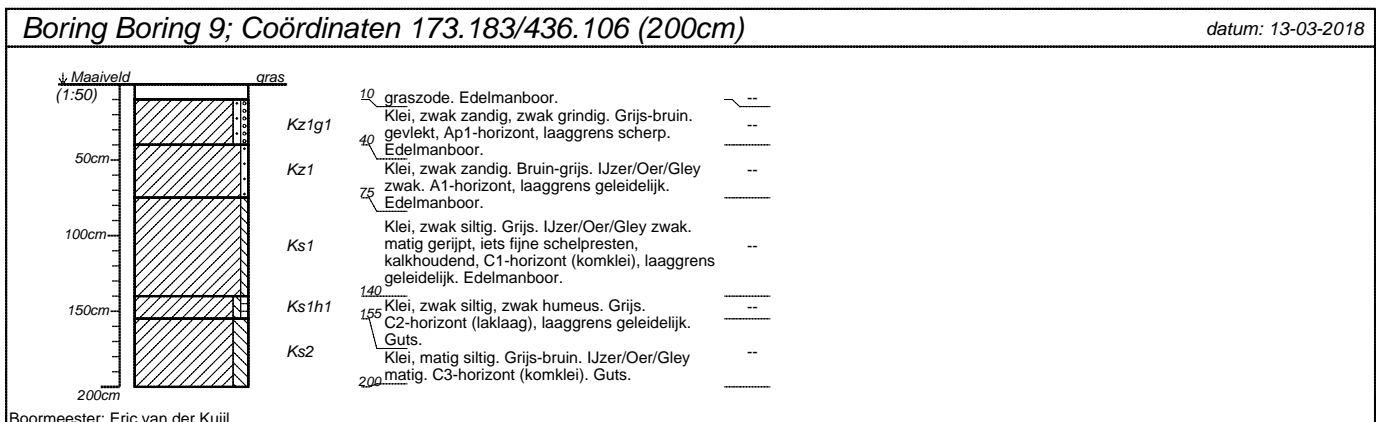 Boring Boring 9; Coördinaten 173.183/436.106 (200cm)
datum: 13-03-2018
Maaiveld
gras
(1:50)
10 graszode. Edelmanboor. --
Kz1g1
Klei, zwak zandig, zwak grindig. Grijs-bruin. --
gevlekt, Ap1-horizont, laaggrens scherp.
40 Edelmanboor.
50cm
Kz1
Klei, zwak zandig. Bruin-grijs. IJzer/Oer/Gley --
zwak. A1-horizont, laaggrens geleidelijk.
75 Edelmanboor.
100cm
Ks1
Klei, zwak siltig. Grijs. IJzer/Oer/Gley zwak.
matig gerijpt, iets fijne schelpresten, --
kalkhoudend, C1-horizont (komklei), laaggrens
geleidelijk. Edelmanboor.
140
150cm
Ks1h1
Klei, zwak siltig, zwak humeus. Grijs. --
155 C2-horizont (laklaag), laaggrens geleidelijk.
Guts.
Ks2
Klei, matig siltig. Grijs-bruin. IJzer/Oer/Gley --
200 matig. C3-horizont (komklei). Guts.
200cm
Boormeester: Eric van der Kuijl